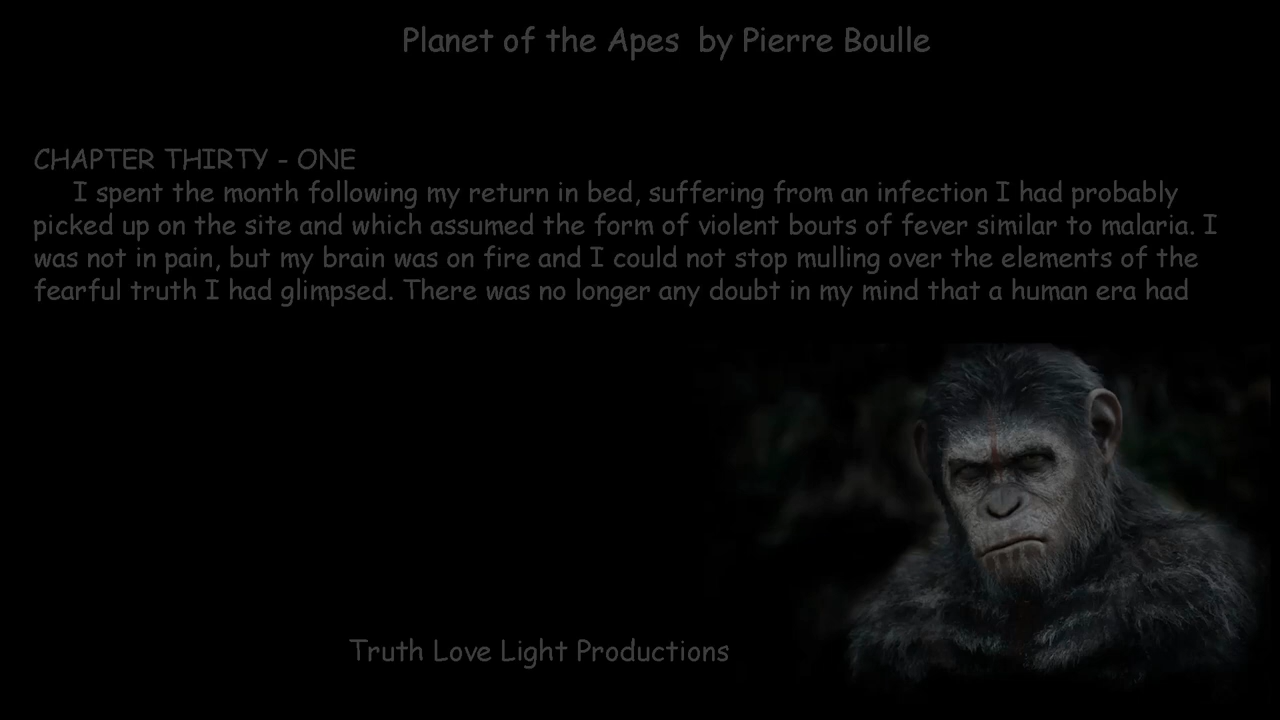 Planet of the Apes by Pierre Boulle
CHAPTER THIRTY - ONE
I spent the month following my return in bed, suffering from an infection I had probably
picked up on the site and which assumed the form of violent bouts of fever similar to malaria. I
was not in pain, but my brain was on fire and I could not stop mulling over the elements of the
fearful truth I had glimpsed. There was no longer any doubt in my mind that a human era had
Truth Love Light Productions